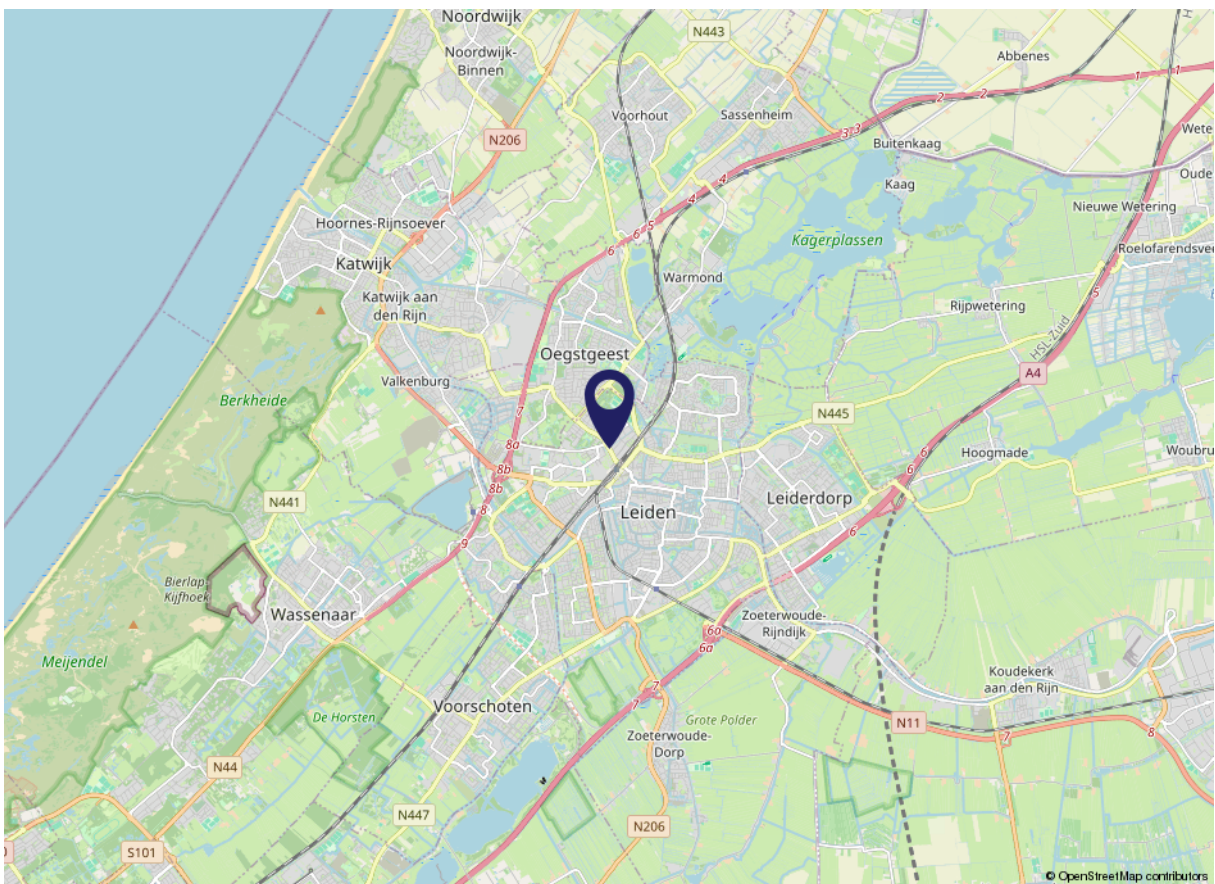 Noordwijk
Noordwijk-
Binnen
N443
Abbenes
1
1
2
2
Voorhout
Sassenheim
3
3
N206
Buitenkaag
4
4
Kaag
Nieuwe Wetering
Hoornes-Rijnsoever
5
6
6
Kagerplassen
Roelofarendsvee
Katwijk
Warmond
Katwijk aan
den Rijn
5
Rijpwetering
HSL-Zuid
Oegstgeest
A4
Valkenburg
Berkheide
7
N445
8a
Hoogmade
Woubru
6
6
8b
8b
N441
8
Leiderdorp
Leiden
6
9
Bierlap
Kijfhoek
Wassenaar
Zoeterwoude-
Rijndijk
6a
6a
Meijendel
Koudekerk
aan den Rijn
7
7
De Horsten
Voorschoten
Grote Polder
N11
7
8
Zoeterwoude-
Dorp
N44
N447
N206
S101
© OpenStreetMap contributors